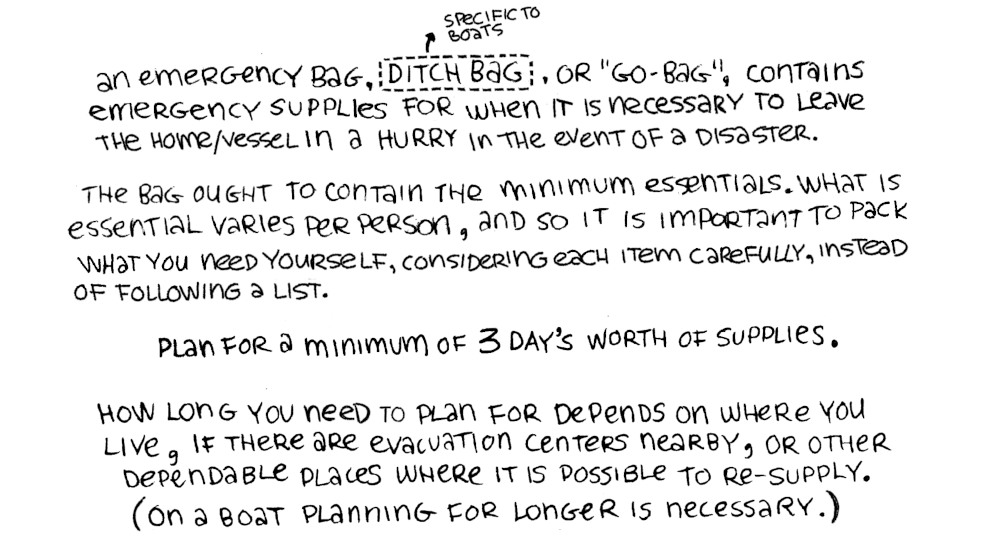 SPECIFIC TO
BOATS
an emergency bag, DITCH BAG, OR "GO-BAG", contains
emergency supplies for when it is necessary to leave
the home/vessel in a hurry in the event of a disaster.
The bag ought to contain the minimum essentials. What is
essential varies per person, and so it is important to pack
what you need yourself, considering each item carefully, instead
of following a list.
Plan for a minimum of 3 day's worth of supplies.
How long you need to plan for depends on where you
live, if there are evacuation centers nearby, or other
dependable places where it is possible to re-supply.
(On a boat planning for longer is necessary.)